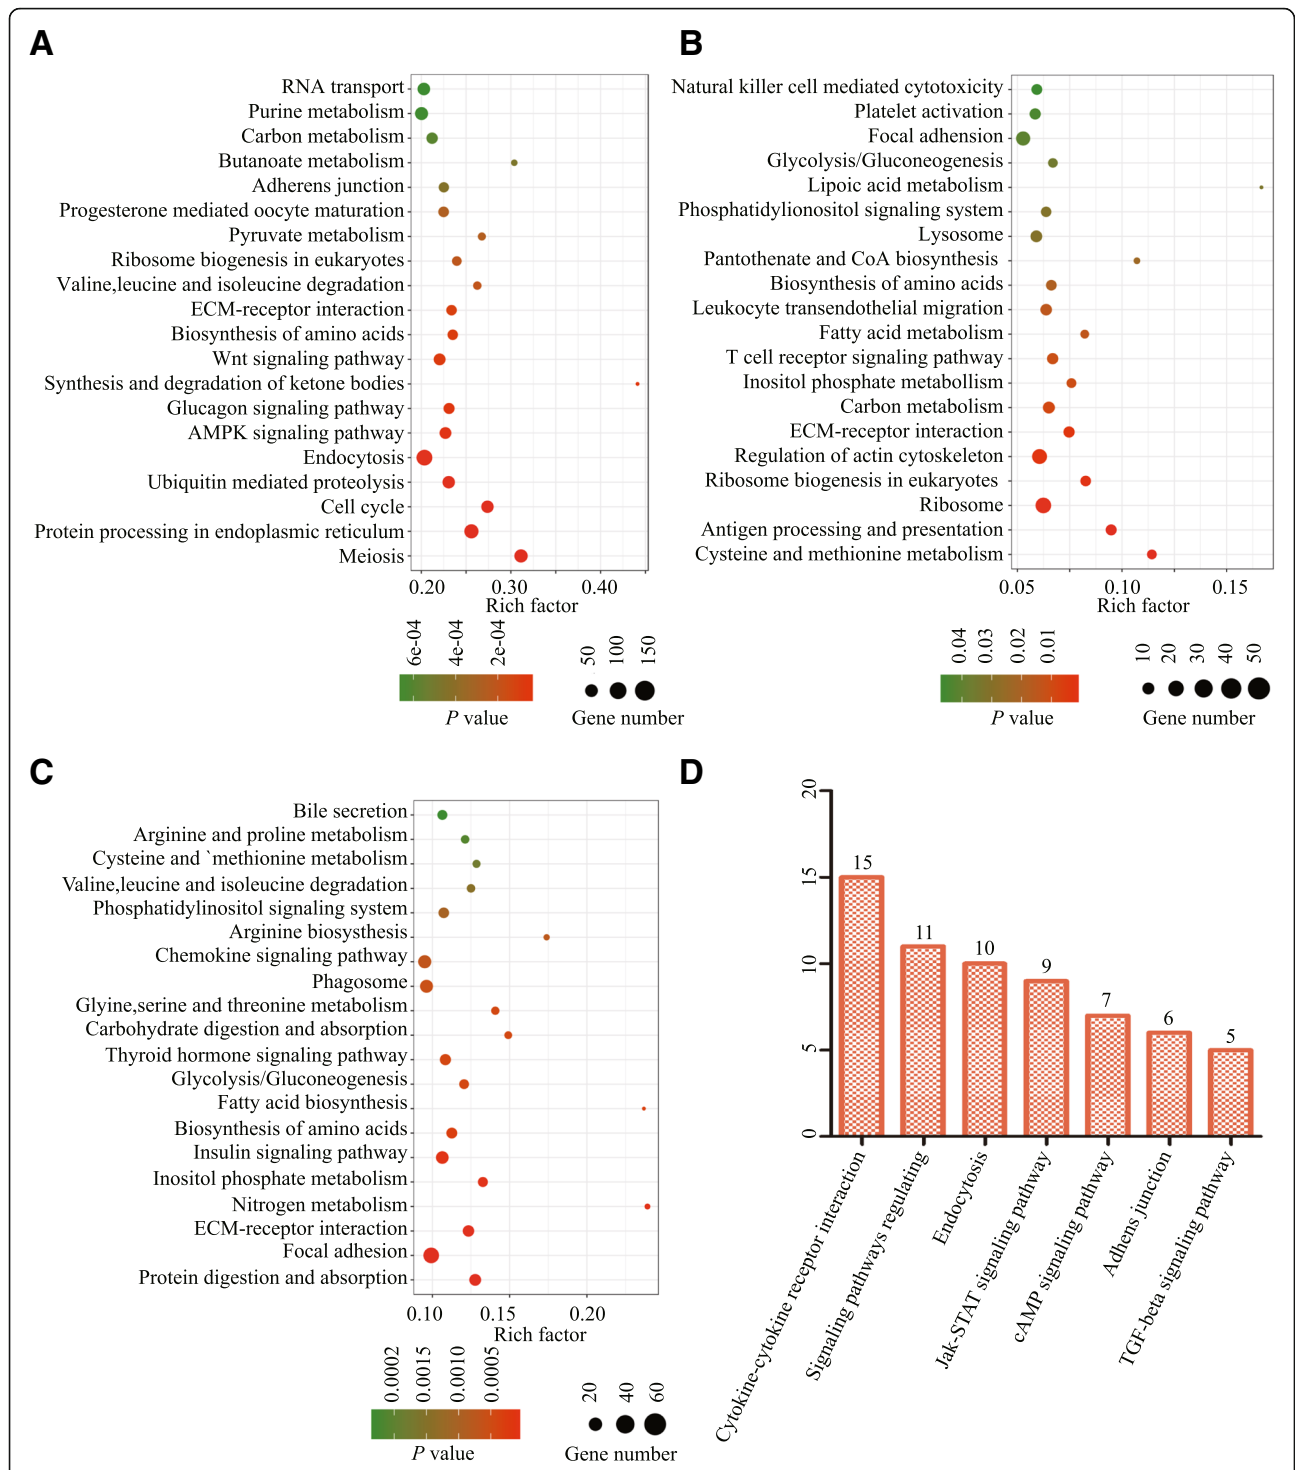 A
RNA transport
Purine metabolism
Carbon metabolism
Butanoate metabolism
Adherens junction
Progesterone mediated oocyte maturation
Pyruvate metabolism
Ribosome biogenesis in eukaryotes
Valine,leucine and isoleucine degradation
ECM-receptor interaction
Biosynthesis of amino acids
Wnt signaling pathway
Synthesis and degradation of ketone bodies
Glucagon signaling pathway
AMPK signaling pathway
Endocytosis
Ubiquitin mediated proteolysis
Cell cycle
Protein processing in endoplasmic reticulum
Meiosis
0.20 0.30 0.40
Rich factor
6e-04 4e-04 2e-04
P value
50 100 150
Gene number
B
Natural killer cell mediated cytotoxicity
Platelet activation
Focal adhension
Glycolysis/Gluconeogenesis
Lipoic acid metabolism
Phosphatidylionositol signaling system
Lysosome
Pantothenate and CoA biosynthesis
Biosynthesis of amino acids
Leukocyte transendothelial migration
Fatty acid metabolism
T cell receptor signaling pathway
Inositol phosphate metabollism
Carbon metabolism
ECM-receptor interaction
Regulation of actin cytoskeleton
Ribosome biogenesis in eukaryotes
Ribosome
Antigen processing and presentation
Cysteine and methionine metabolism
0.05 0.10 0.15
Rich factor
0.04 0.03 0.02 0.01
P value
10 20 30 40 50
Gene number
C
Bile secretion
Arginine and proline metabolism
Cysteine and `methionine metabolism
Valine,leucine and isoleucine degradation
Phosphatidylinositol signaling system
Arginine biosysthesis
Chemokine signaling pathway
Phagosome
Glyine,serine and threonine metabolism
Carbohydrate digestion and absorption
Thyroid hormone signaling pathway
Glycolysis/Gluconeogenesis
Fatty acid biosynthesis
Biosynthesis of amino acids
Insulin signaling pathway
Inositol phosphate metabolism
Nitrogen metabolism
ECM-receptor interaction
Focal adhesion
Protein digestion and absorption
0.10 0.15 0.20
Rich factor
0.0002 0.0015 0.0010 0.0005
P value
20 40 60
Gene number
D
20
15
10
5
0
15
11
10
9
7
6
5
Cytokine-cytokine receptor interaction
Signaling pathways regulating
Endocytosis
Jak-STAT signaling pathway
cAMP signaling pathway
Adhens junction
TGF-beta signaling pathway